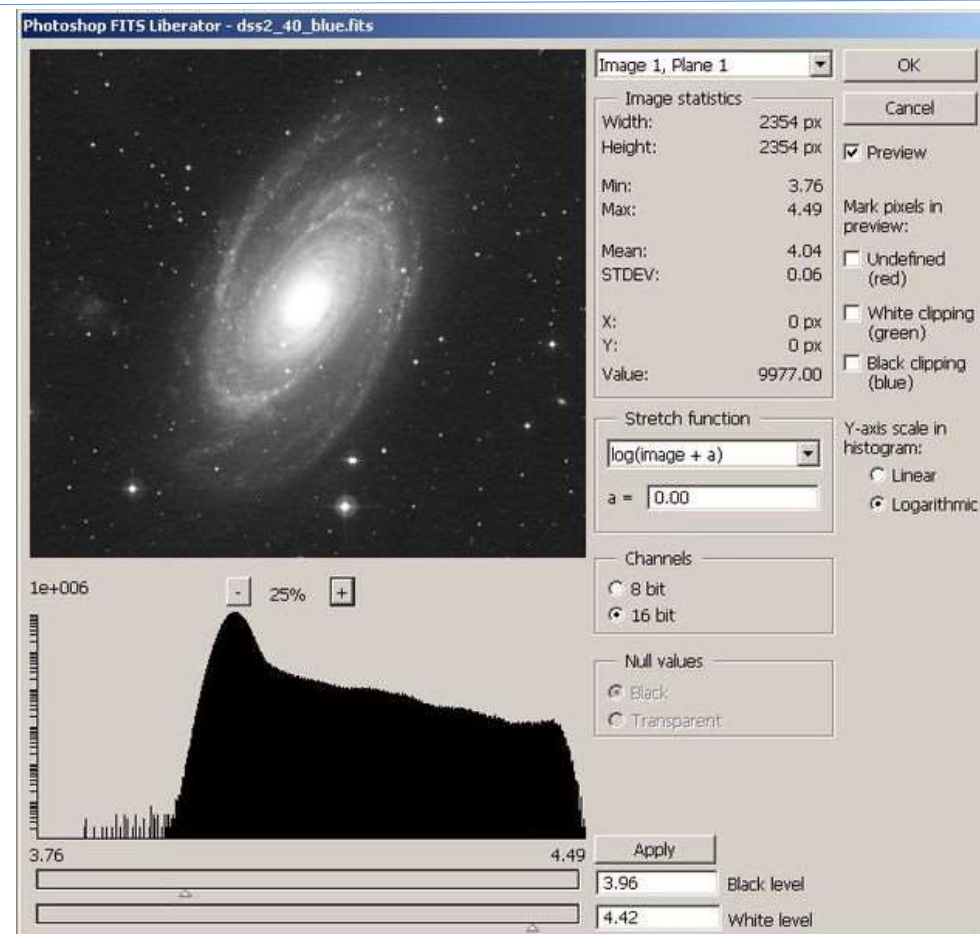 Photoshop FITS Liberator - dss2_40_blue.fits
Image 1, Plane 1
OK
Cancel
Preview
Image statistics
Width: 2354 px
Height: 2354 px
Min: 3.76
Max: 4.49
Mean: 4.04
STDEV: 0.06
X: 0 px
Y: 0 px
Value: 9977.00
Mark pixels in
preview:
Undefined
(red)
White clipping
(green)
Black clipping
(blue)
Stretch function
log(image + a)
a = 0.00
Y-axis scale in
histogram:
Linear
Logarithmic
Channels
8 bit
16 bit
Null values
Black
Transparent
1e+006
- 25% +
3.76 4.49
Apply
3.96 Black level
4.42 White level